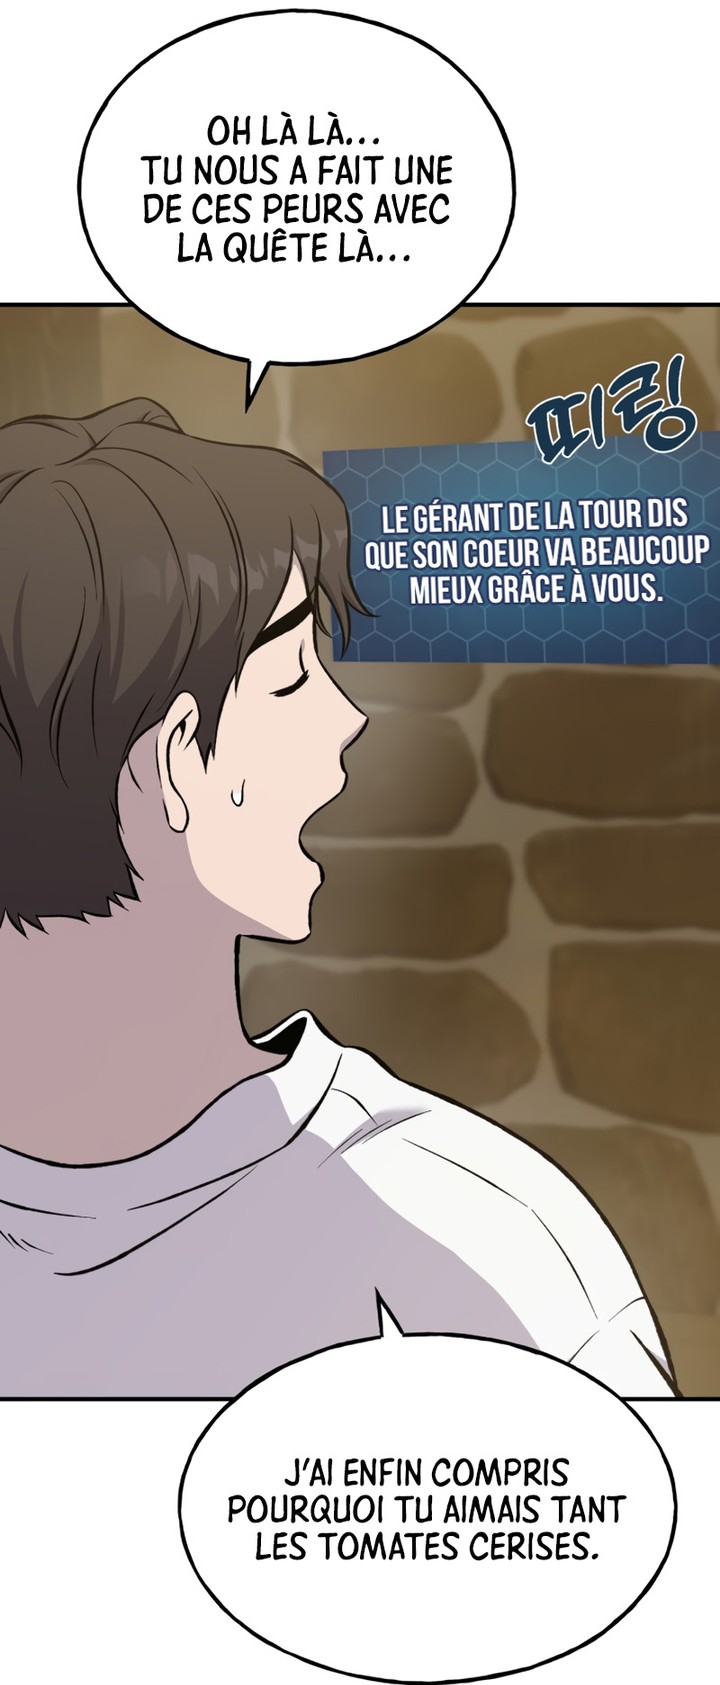 OH LÀ LÀ...
TU NOUS A FAIT UNE
DE CES PEURS AVEC
LA QUÊTE LÀ...
띠링
LE GÉRANT DE LA TOUR DIS
QUE SON COEUR VA BEAUCOUP
MIEUX GRÂCE À VOUS.
J'AI ENFIN COMPRIS
POURQUOI TU AIMAIS TANT
LES TOMATES CERISES.